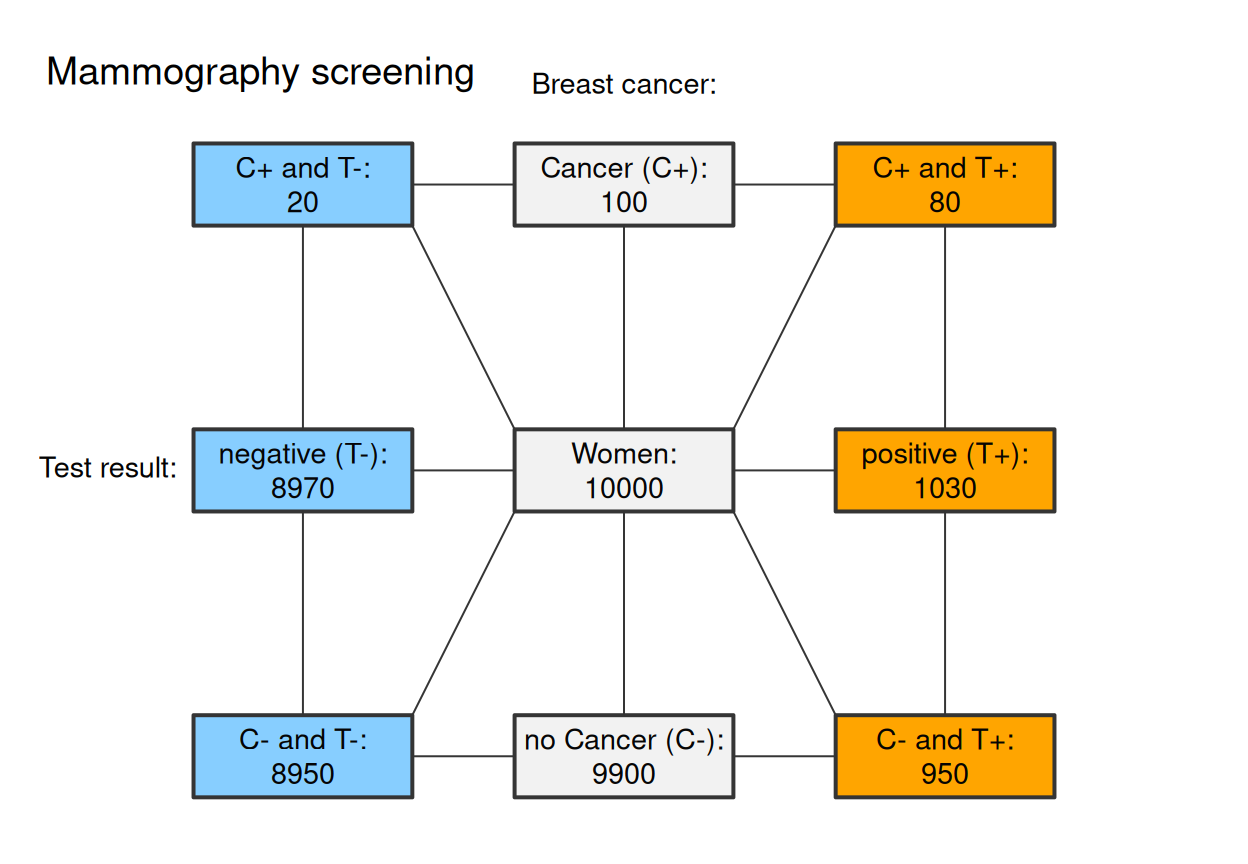 Mammography screening
Breast cancer:
C+ and T-:
20
Cancer (C+):
100
C+ and T+:
80
Test result:
negative (T-):
8970
Women:
10000
positive (T+):
1030
C- and T-:
8950
no Cancer (C-):
9900
C- and T+:
950